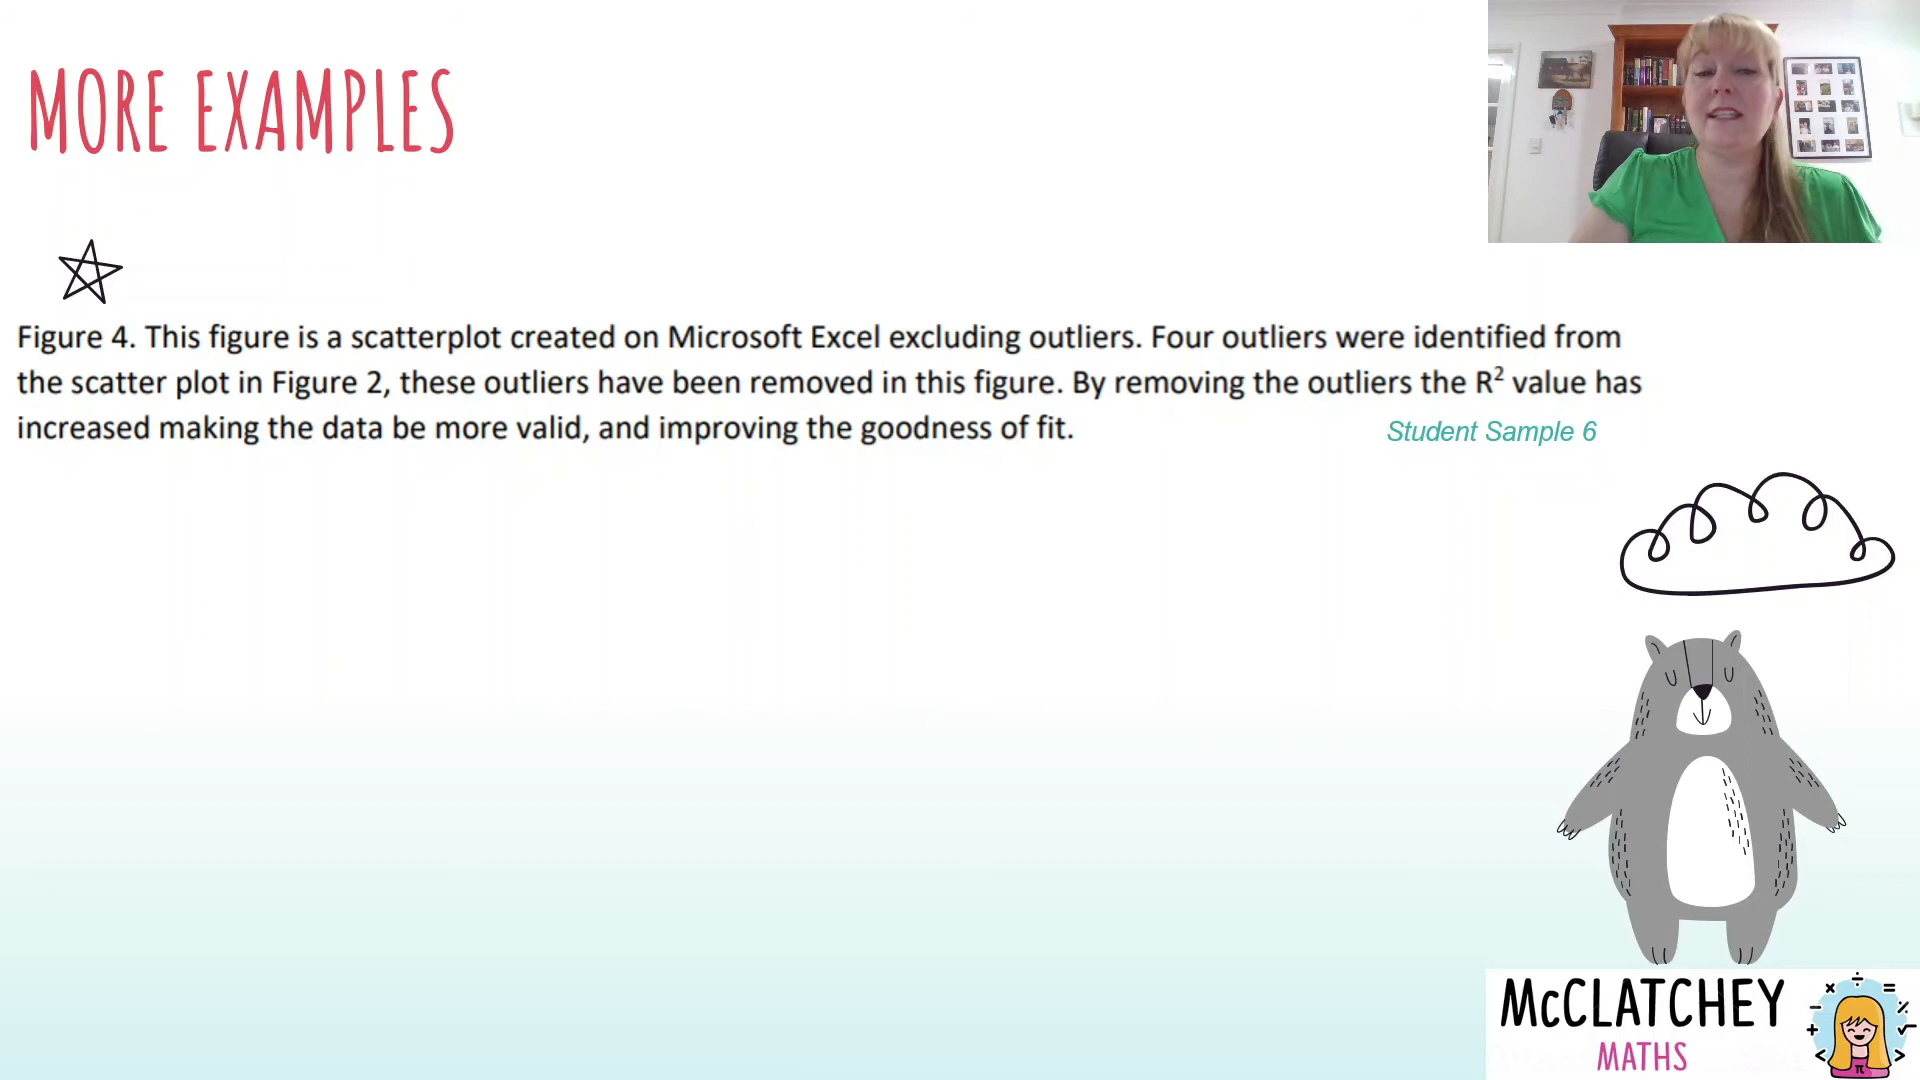 MORE EXAMPLES
Figure 4. This figure is a scatterplot created on Microsoft Excel excluding outliers. Four outliers were identified from
the scatter plot in Figure 2, these outliers have been removed in this figure. By removing the outliers the R² value has
increased making the data be more valid, and improving the goodness of fit.
Student Sample 6
McCLATCHEY
MATHS